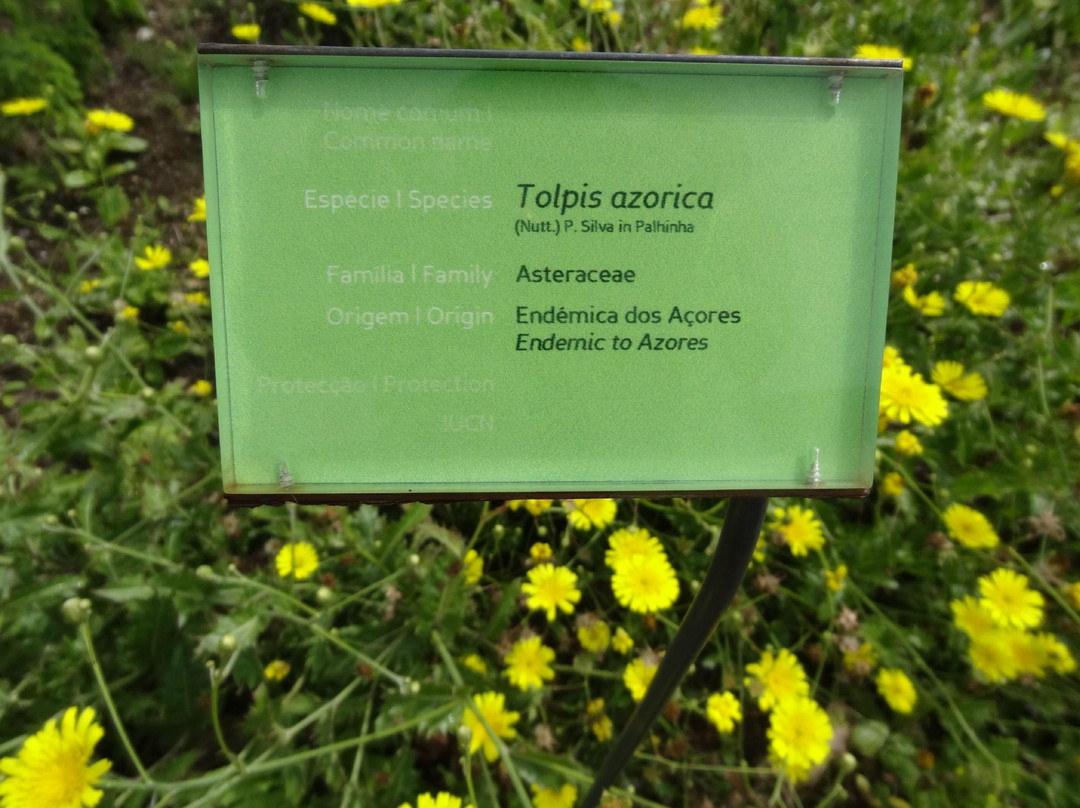 Nome comum |
Common name
Espécie | Species Tolpis azorica
(Nutt.) P. Silva in Palhinha
Família | Family Asteraceae
Origem | Origin Endémica dos Açores
Endemic to Azores
Protecção | Protection
IUCN